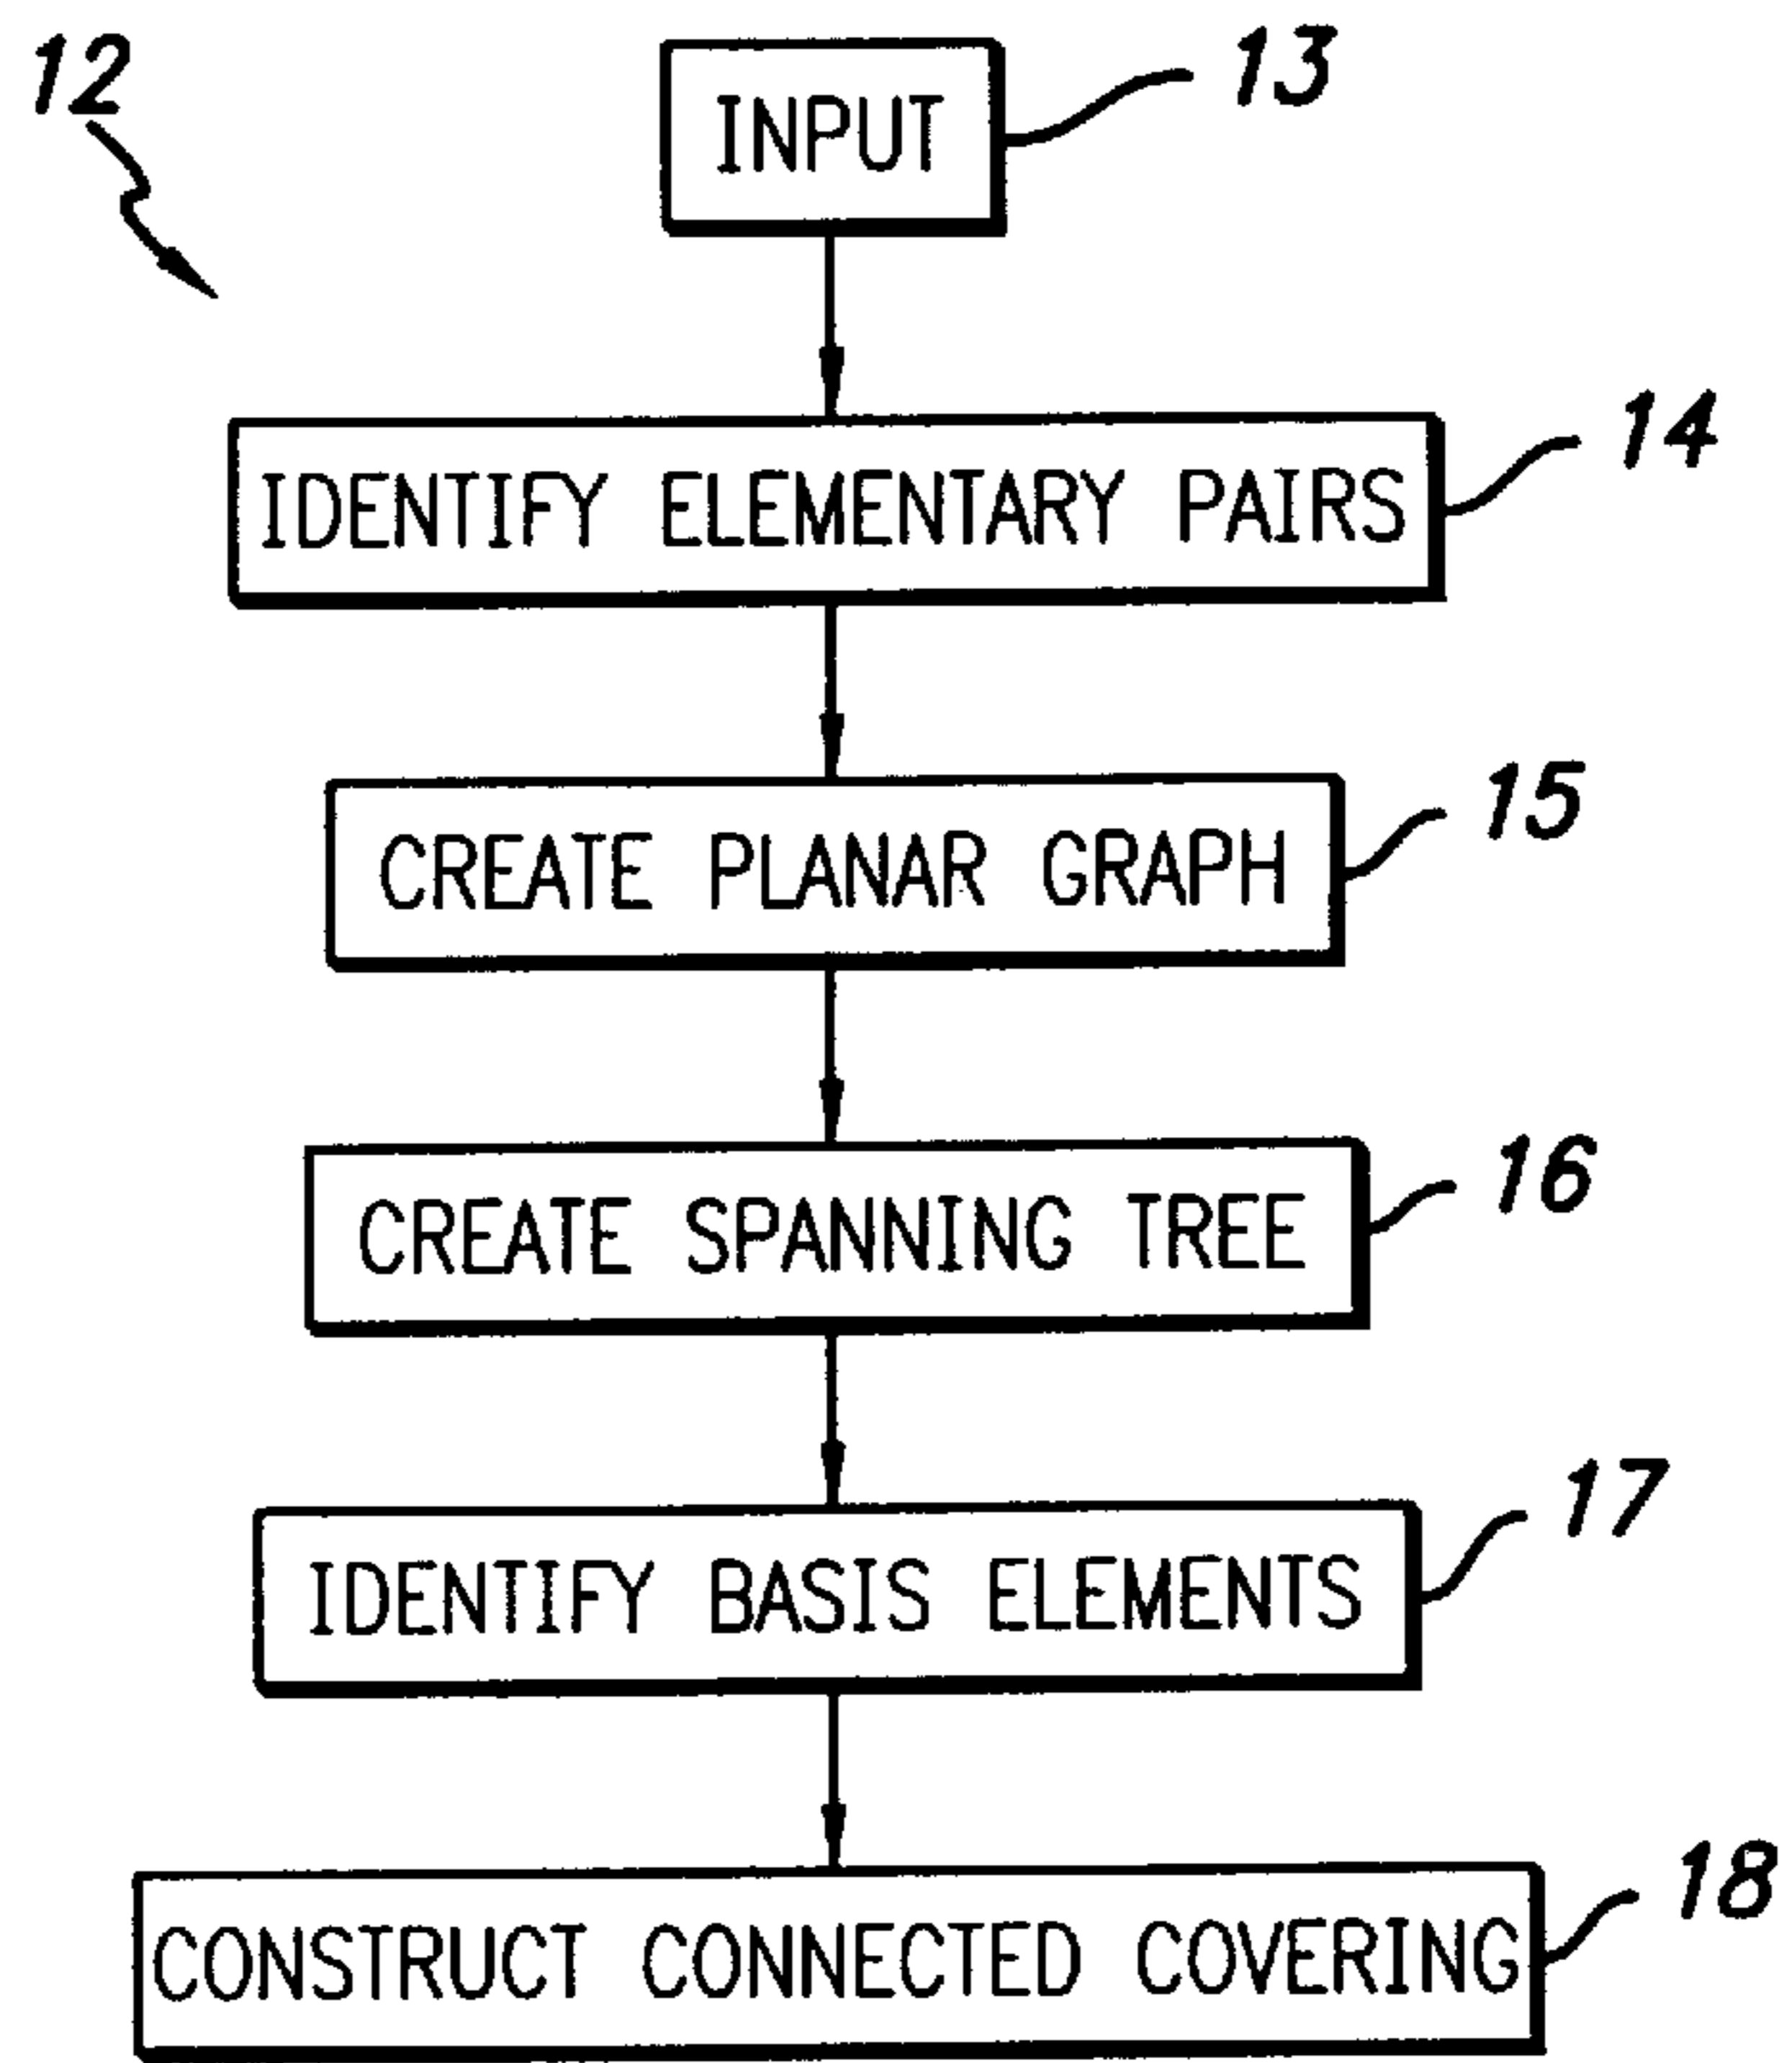 12
INPUT
13
IDENTIFY ELEMENTARY PAIRS
14
CREATE PLANAR GRAPH
15
CREATE SPANNING TREE
16
IDENTIFY BASIS ELEMENTS
17
CONSTRUCT CONNECTED COVERING
18